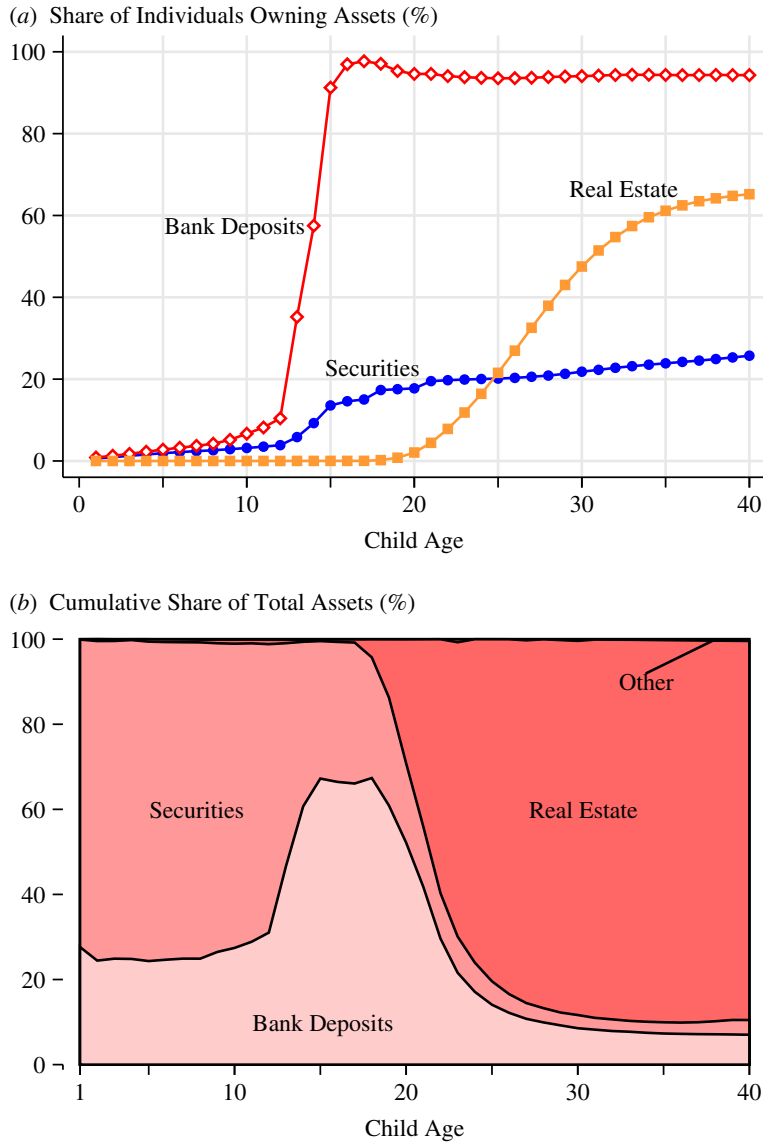 (a) Share of Individuals Owning Assets (%)
100
80
Real Estate
60
Bank Deposits
40
Securities
20
0
0 10 20 30 40
Child Age
(b) Cumulative Share of Total Assets (%)
100
Other
80
Securities Real Estate
60
40
20
Bank Deposits
0
1 10 20 30 40
Child Age